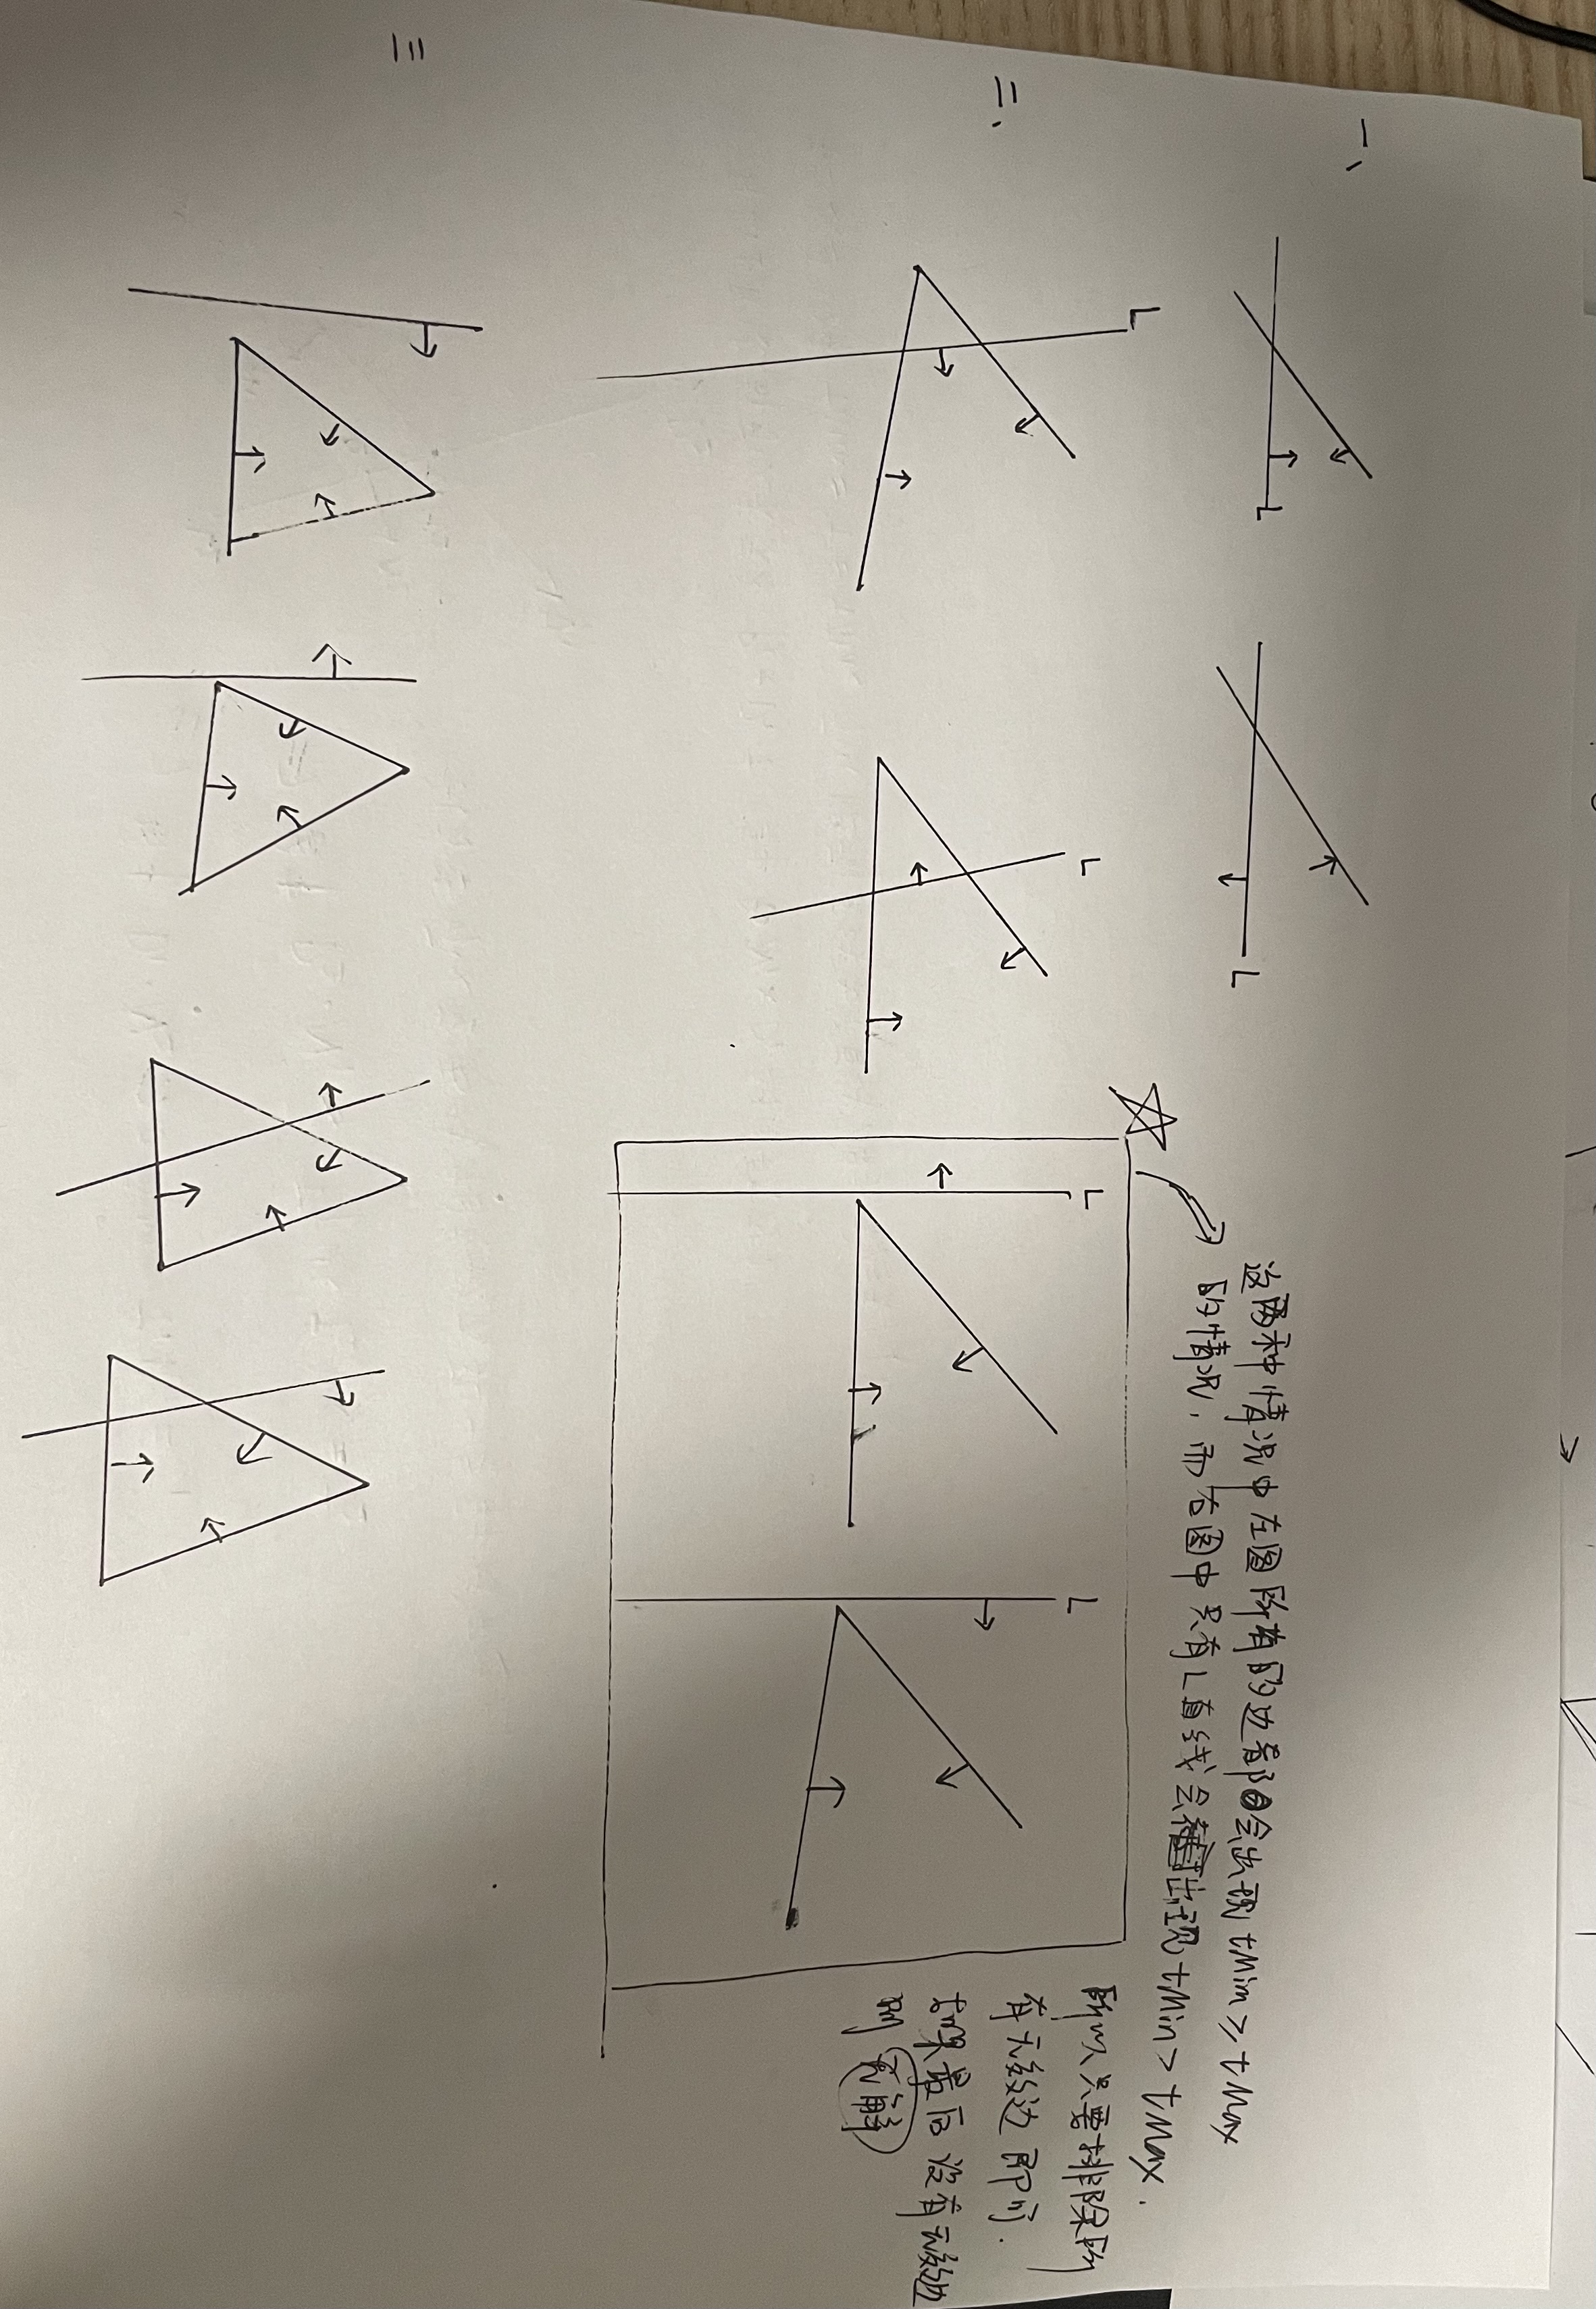 一、
L
L
这两种情况中左图所有的边都会出现 tMin ≥ tMax
的情况，而右图中只有L直线会出现 tMin > tMax.
L
L
L
L
所以只要排除所
有无效边即可.
如果最后没有无效边
则无解
二、
三